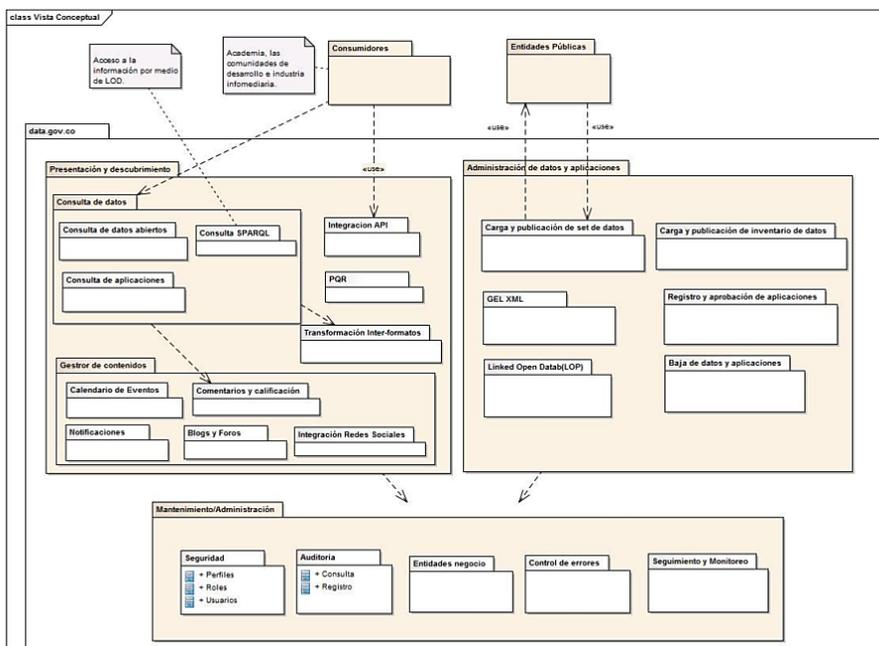 class Vista Conceptual
Acceso a la
información por medio
de LOD.
Academia, las
comunidades de
desarrollo e industria
infomediaria.
Consumidores
Entidades Públicas
«use»
«use»
data.gov.co
«use»
Presentación y descubrimiento
Consulta de datos
Consulta de datos abiertos
Consulta SPARQL
Consulta de aplicaciones
Integracion API
PQR
Transformación Inter-formatos
Gestror de contenidos
Calendario de Eventos
Comentarios y calificación
Notificaciones
Blogs y Foros
Integración Redes Sociales
Administración de datos y aplicaciones
Carga y publicación de set de datos
Carga y publicación de inventario de datos
GEL XML
Registro y aprobación de aplicaciones
Linked Open Datab(LOP)
Baja de datos y aplicaciones
Mantenimiento/Administración
Seguridad
+ Perfiles
+ Roles
+ Usuarios
Auditoria
+ Consulta
+ Registro
Entidades negocio
Control de errores
Seguimiento y Monitoreo